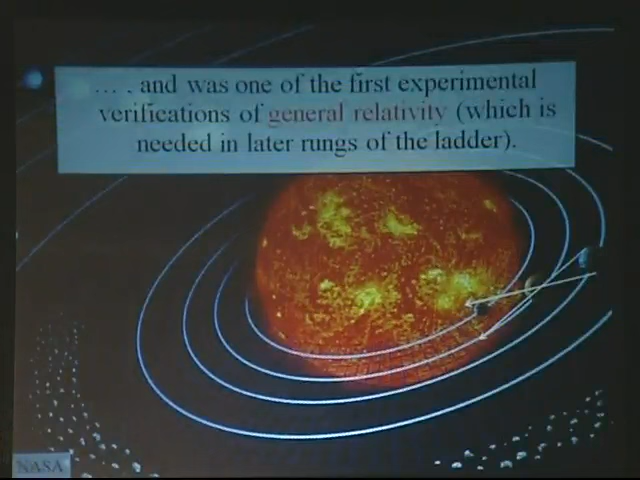 ... . and was one of the first experimental
verifications of general relativity (which is
needed in later rungs of the ladder).
NASA